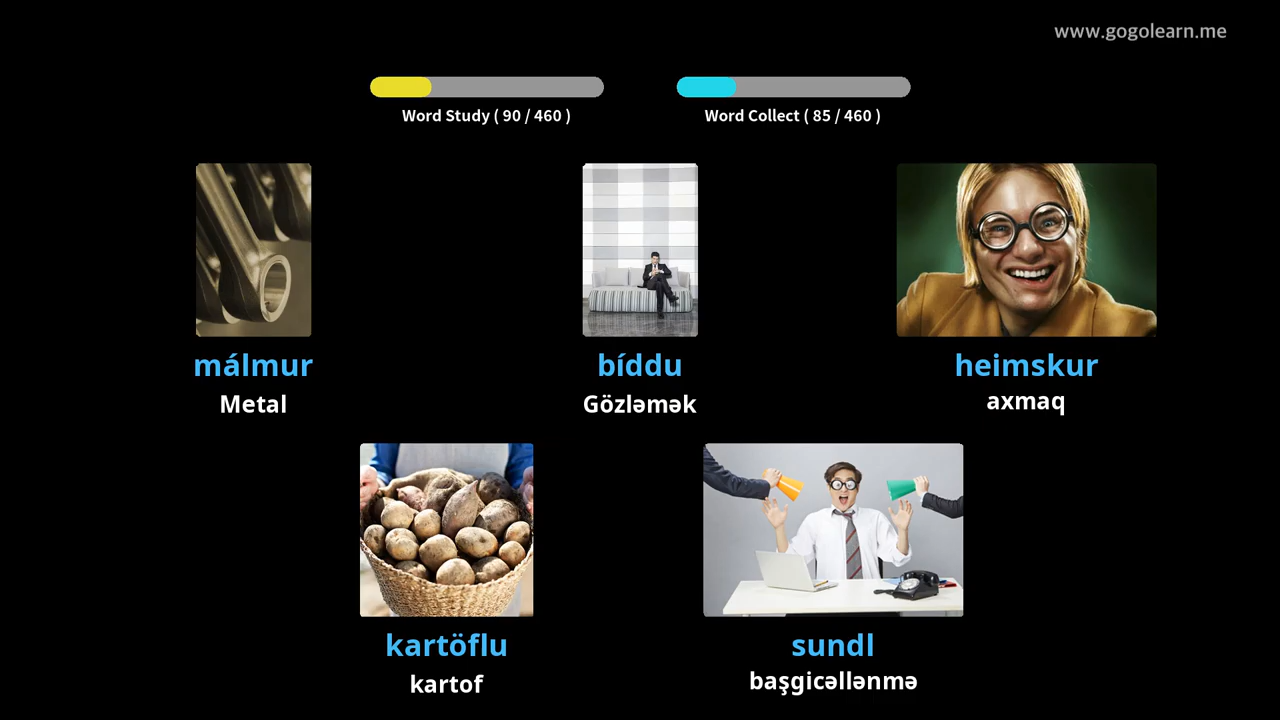 www.gogolearn.me
Word Study ( 90 / 460 )
Word Collect ( 85 / 460 )
málmur
Metal
bíddu
Gözləmək
heimskur
axmaq
kartöflu
kartof
sundl
başgicəllənmə